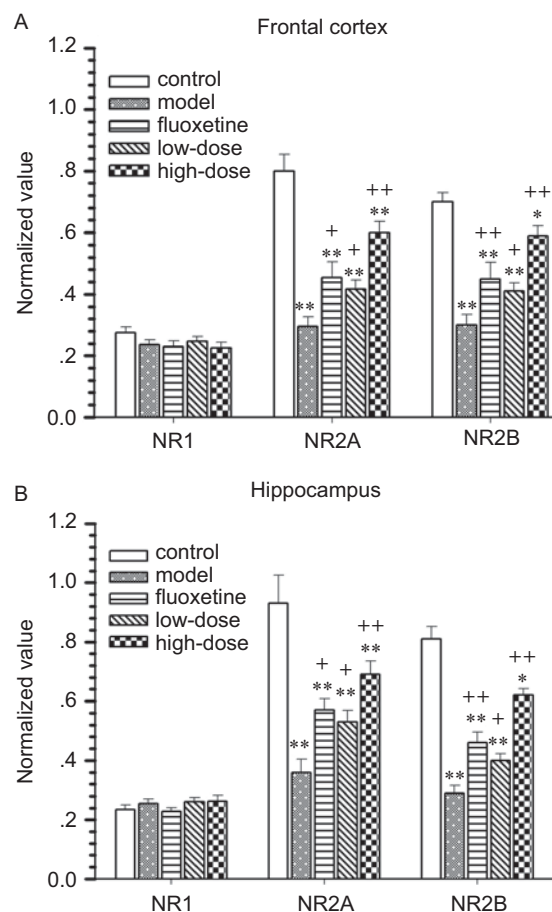 A
Frontal cortex
1.2
1.0
.8
.6
.4
.2
0.0
Normalized value
control
model
fluoxetine
low-dose
high-dose
**
+
**
+
**
++
**
**
++
**
+
**
++
*
NR1 NR2A NR2B
B
Hippocampus
1.2
1.0
.8
.6
.4
.2
0.0
Normalized value
control
model
fluoxetine
low-dose
high-dose
**
+
**
+
**
++
**
**
++
**
+
**
++
*
NR1 NR2A NR2B